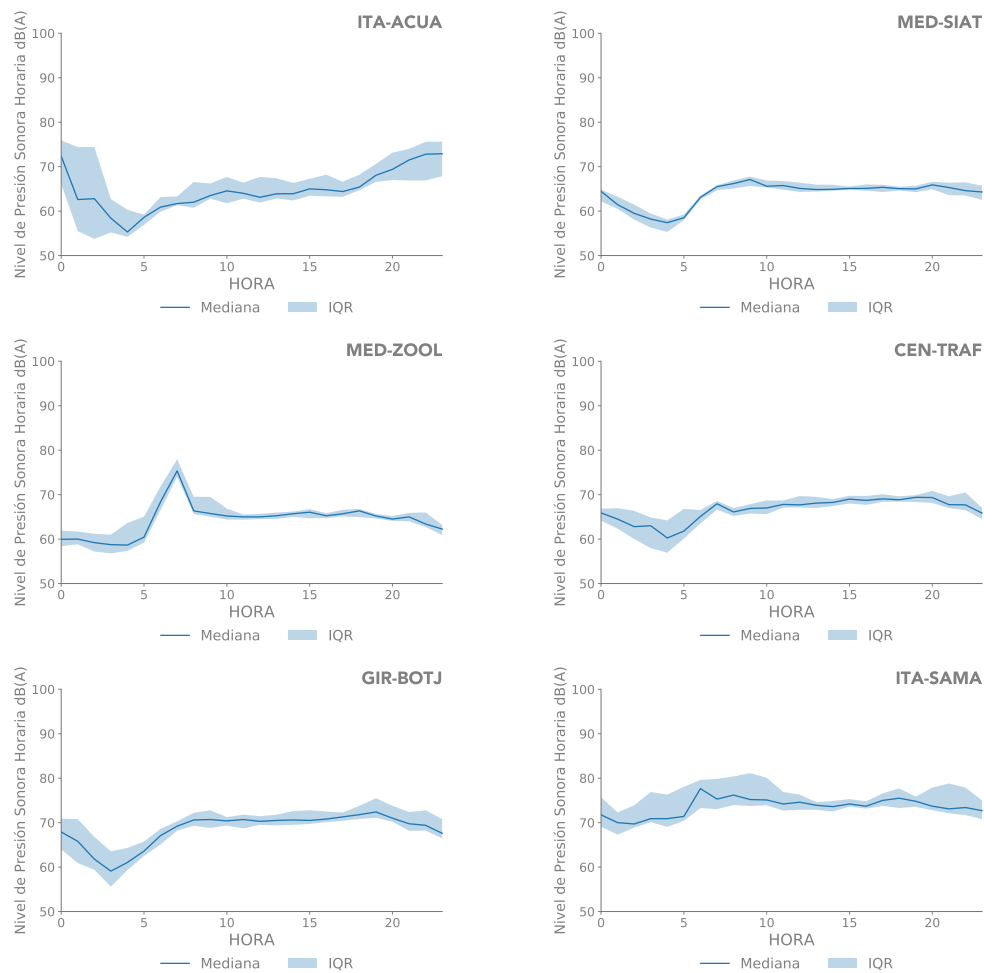 ITA-ACUA
Nivel de Presión Sonora Horaria dB(A)
100
90
80
70
60
50
0 5 10 15 20
HORA
Mediana IQR
MED-SIAT
Nivel de Presión Sonora Horaria dB(A)
100
90
80
70
60
50
0 5 10 15 20
HORA
Mediana IQR
MED-ZOOL
Nivel de Presión Sonora Horaria dB(A)
100
90
80
70
60
50
0 5 10 15 20
HORA
Mediana IQR
CEN-TRAF
Nivel de Presión Sonora Horaria dB(A)
100
90
80
70
60
50
0 5 10 15 20
HORA
Mediana IQR
GIR-BOTJ
Nivel de Presión Sonora Horaria dB(A)
100
90
80
70
60
50
0 5 10 15 20
HORA
Mediana IQR
ITA-SAMA
Nivel de Presión Sonora Horaria dB(A)
100
90
80
70
60
50
0 5 10 15 20
HORA
Mediana IQR